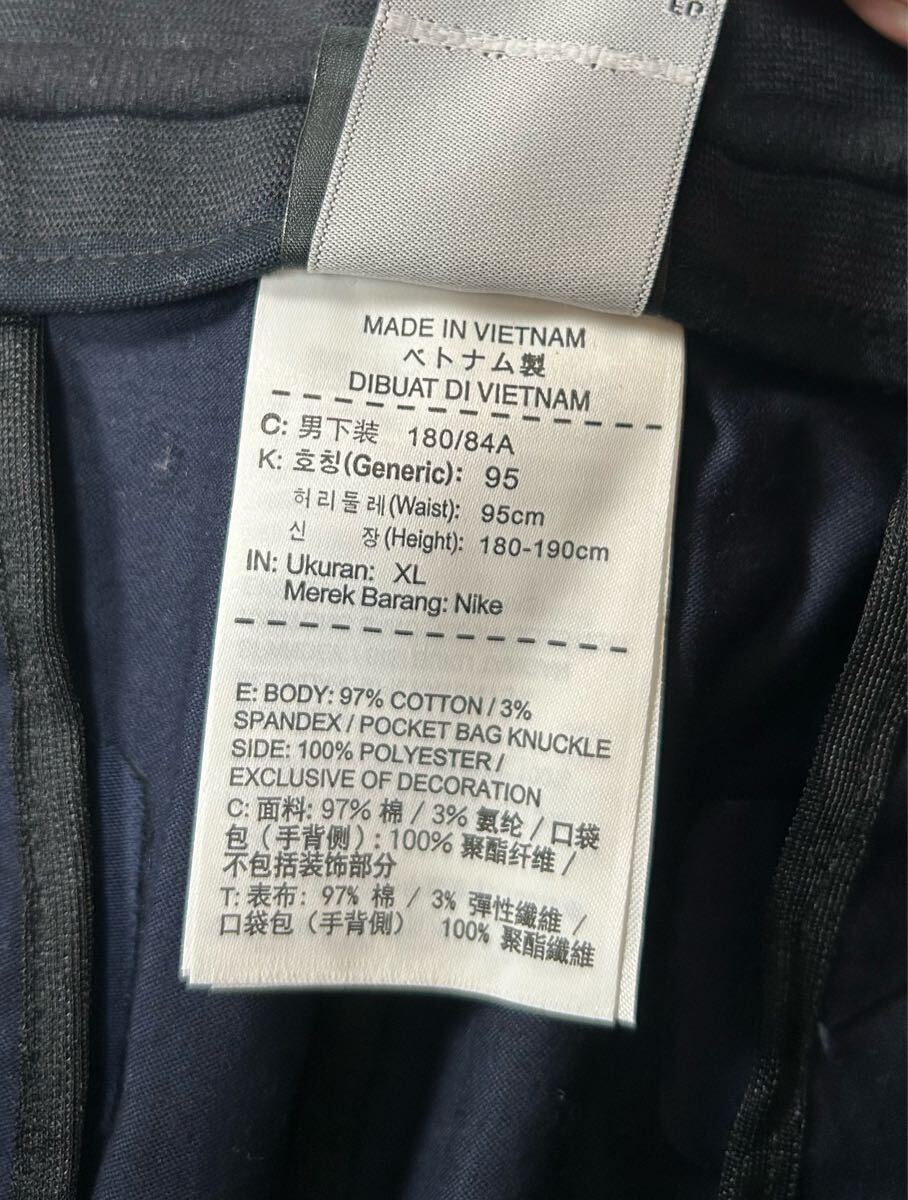 MADE IN VIETNAM
ベトナム製
DIBUAT DI VIETNAM
C: 男下装 180/84A
K: 호칭(Generic): 95
허리둘레(Waist): 95cm
신 장(Height): 180-190cm
IN: Ukuran: XL
Merek Barang: Nike
E: BODY: 97% COTTON / 3%
SPANDEX / POCKET BAG KNUCKLE
SIDE: 100% POLYESTER /
EXCLUSIVE OF DECORATION
C: 面料: 97% 棉 / 3% 氨纶 / 口袋
包（手背侧）: 100% 聚酯纤维 /
不包括装饰部分
T: 表布: 97% 棉 / 3% 彈性纖維 /
口袋包（手背側） 100% 聚酯纖維